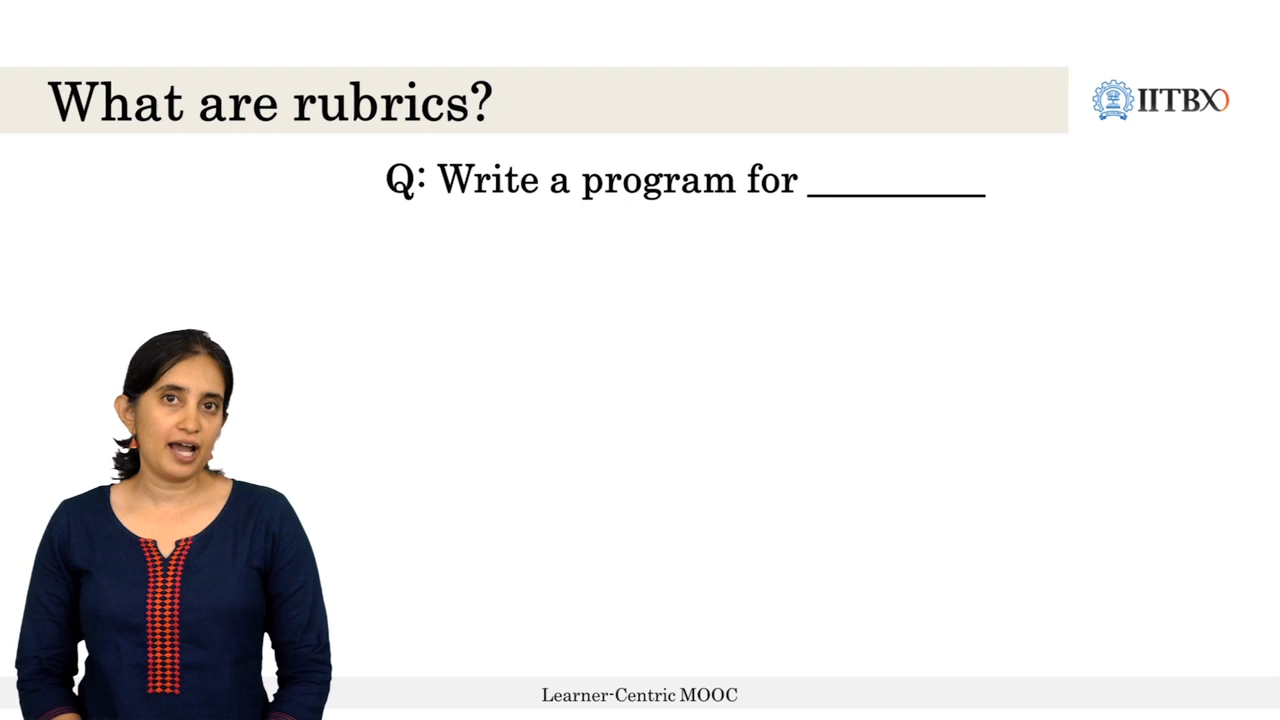 What are rubrics?
IITBX
Q: Write a program for __________
Learner-Centric MOOC